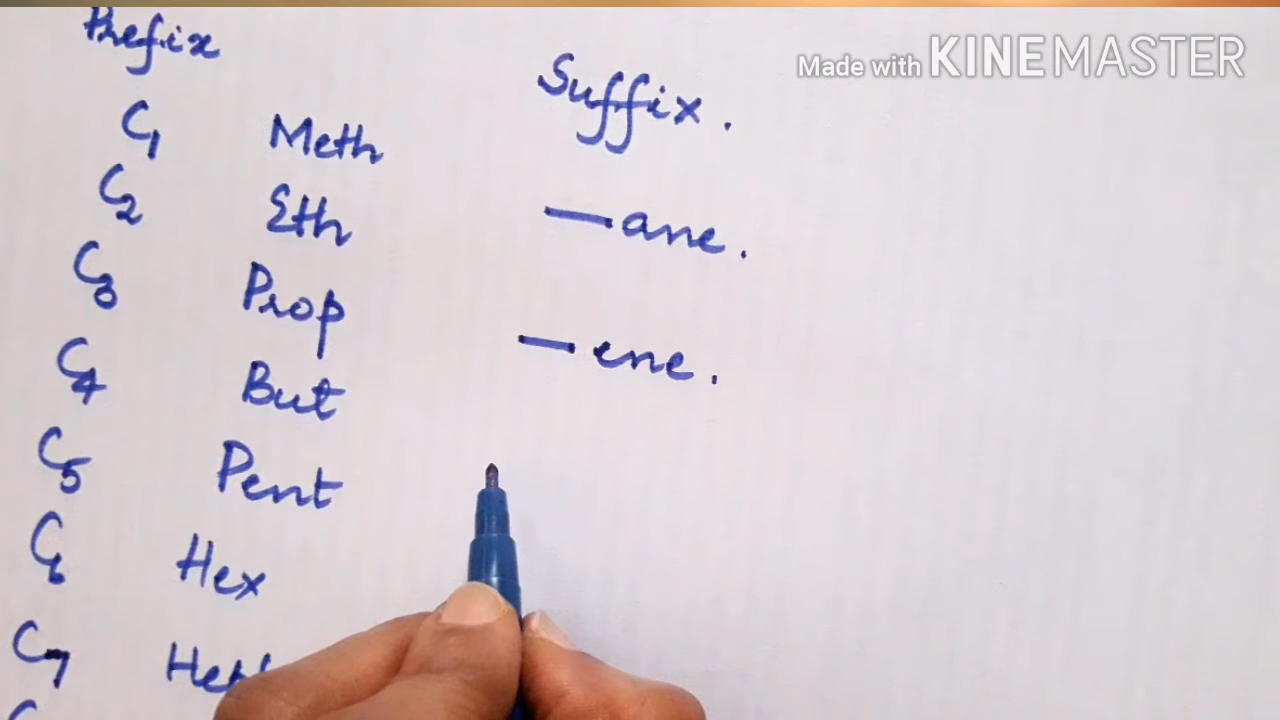 Prefix
Made with KINEMASTER
Suffix.
C1 Meth
C2 Eth
—ane.
C3 Prop
—ene.
C4 But
C5 Pent
C6 Hex
C7